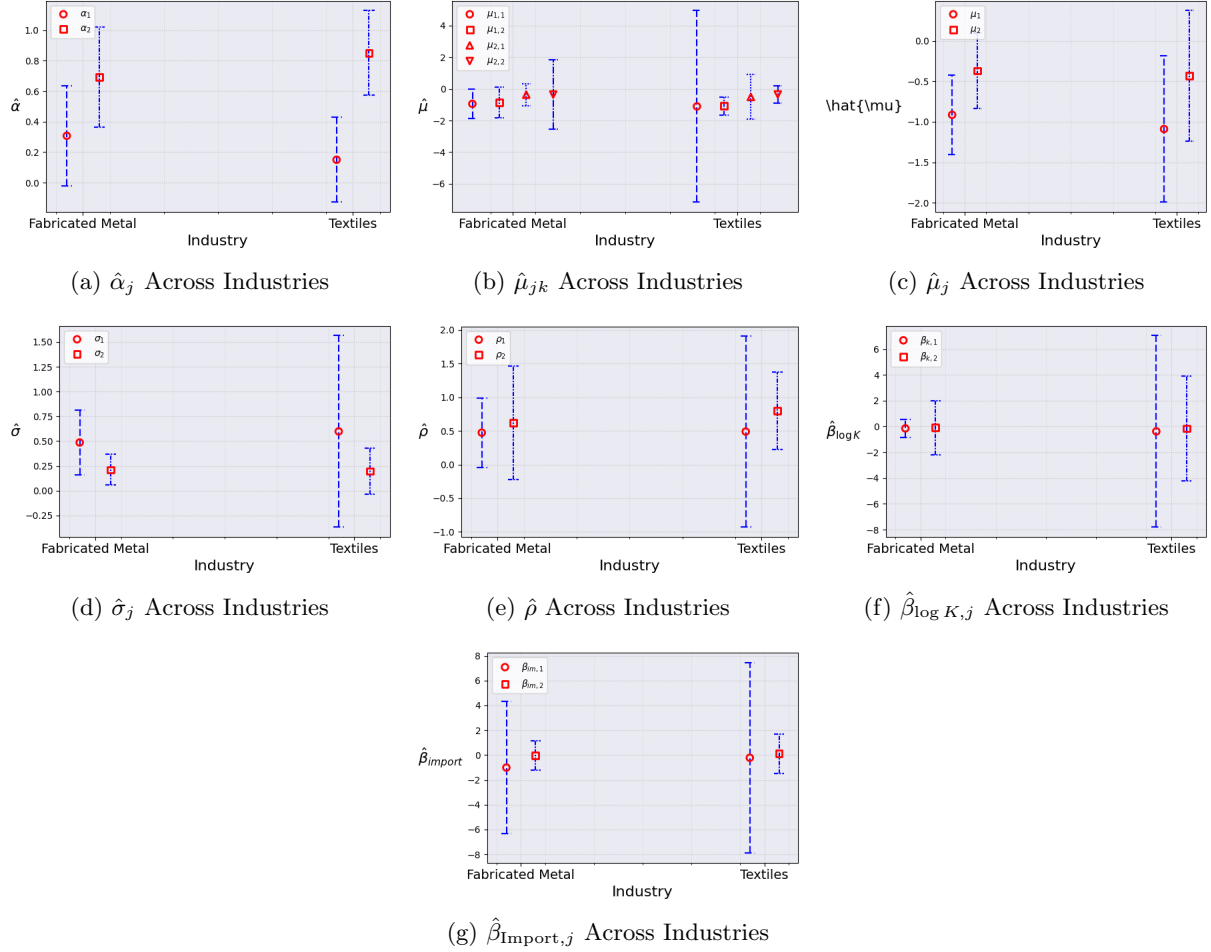 α₁
α₂
1.0
0.8
0.6
0.4
0.2
0.0
α̂
Fabricated Metal
Textiles
Industry
(a) α̂ⱼ Across Industries
μ₁,₁
μ₁,₂
μ₂,₁
μ₂,₂
4
2
0
−2
−4
−6
μ̂
Fabricated Metal
Textiles
Industry
(b) μ̂ⱼₖ Across Industries
μ₁
μ₂
0.0
−0.5
−1.0
−1.5
−2.0
\hat{\mu}
Fabricated Metal
Textiles
Industry
(c) μ̂ⱼ Across Industries
σ₁
σ₂
1.50
1.25
1.00
0.75
0.50
0.25
0.00
−0.25
σ̂
Fabricated Metal
Textiles
Industry
(d) σ̂ⱼ Across Industries
ρ₁
ρ₂
2.0
1.5
1.0
0.5
0.0
−0.5
−1.0
ρ̂
Fabricated Metal
Textiles
Industry
(e) ρ̂ Across Industries
βₖ,₁
βₖ,₂
6
4
2
0
−2
−4
−6
−8
β̂_{log K}
Fabricated Metal
Textiles
Industry
(f) β̂_{log K,j} Across Industries
β_{im,1}
β_{im,2}
8
6
4
2
0
−2
−4
−6
−8
β̂_{import}
Fabricated Metal
Textiles
Industry
(g) β̂_{Import,j} Across Industries